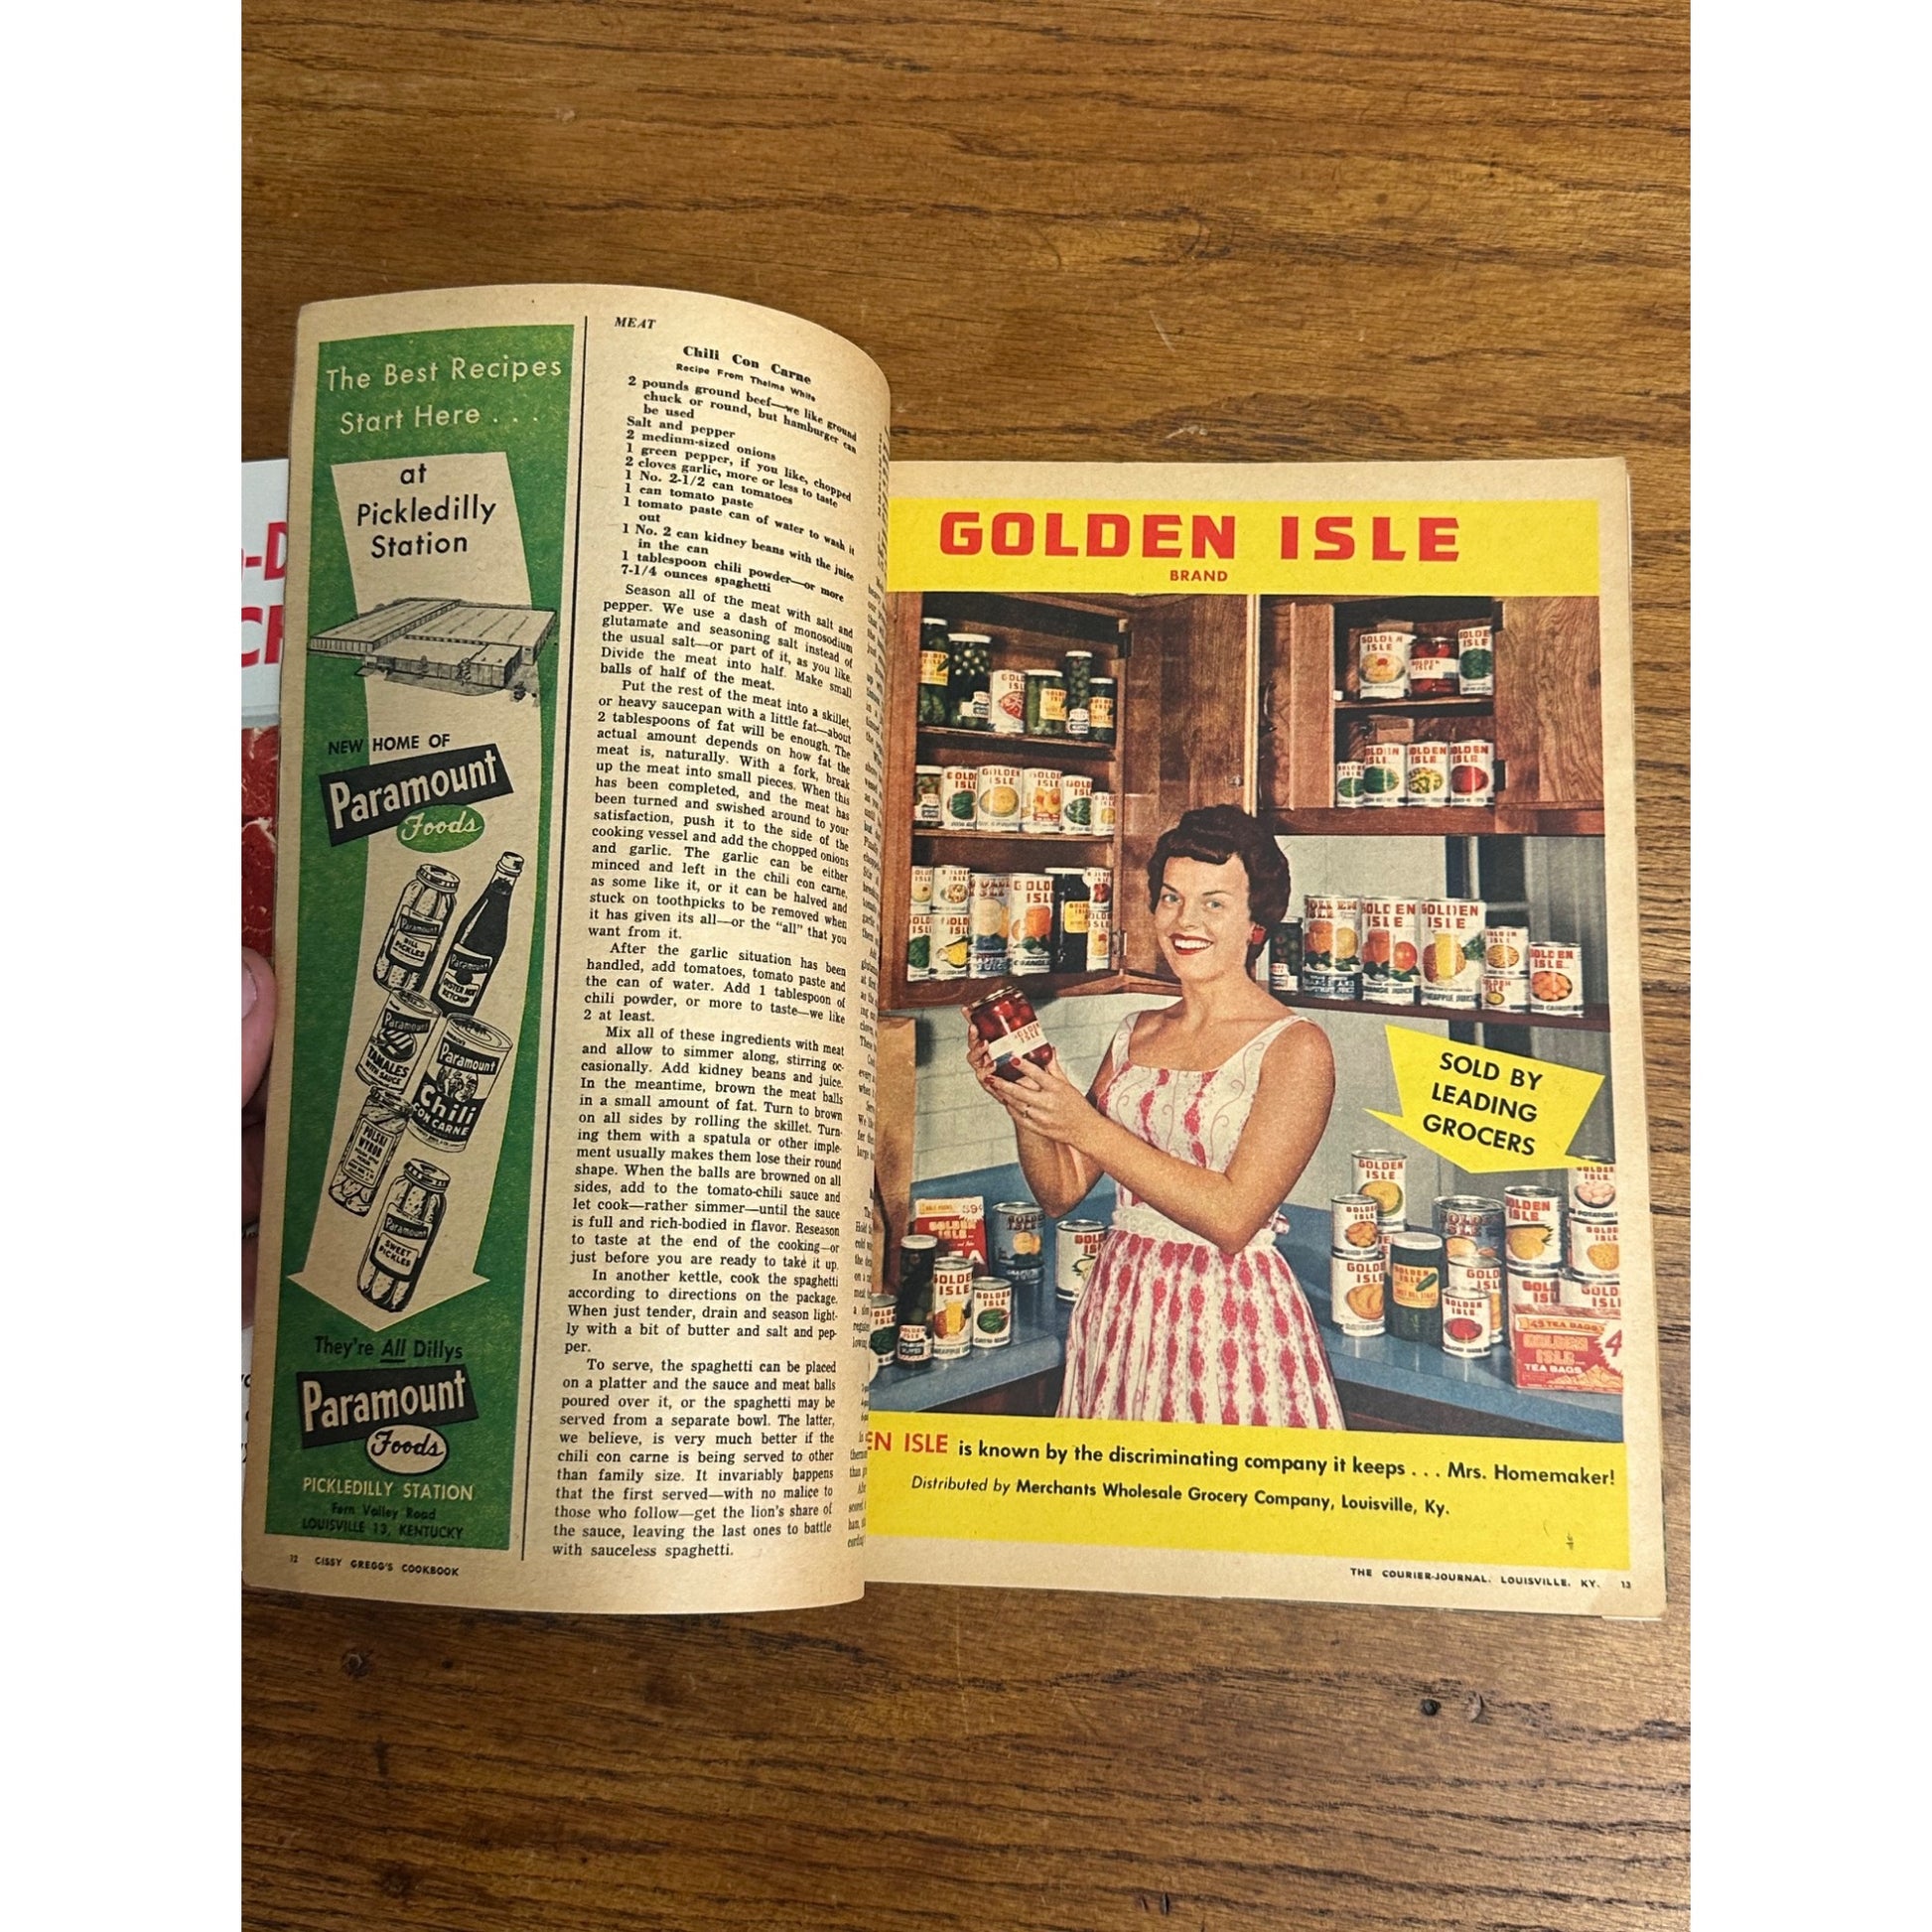 The Best Recipes
Start Here . . .
at
Pickledilly
Station
NEW HOME OF
Paramount
Foods
Paramount
DILL
PICKLES
Paramount
KETCHUP
Paramount
TAMALES
WITH SAUCE
Paramount
Chili
CON CARNE
POLSKI
WYROB
Paramount
SWEET
PICKLES
They're All Dillys
Paramount
Foods
PICKLEDILLY STATION
Fern Valley Road
LOUISVILLE 13, KENTUCKY
12 CISSY GREGG'S COOKBOOK
MEAT
Chili Con Carne
Recipe From Thelma White
2 pounds ground beef—we like ground
chuck or round, but hamburger can
be used
Salt and pepper
2 medium-sized onions
1 green pepper, if you like, chopped
2 cloves garlic, more or less to taste
1 No. 2-1/2 can tomatoes
1 can tomato paste
1 tomato paste can of water to wash it
out
1 No. 2 can kidney beans with the juice
in the can
1 tablespoon chili powder—or more
7-1/4 ounces spaghetti
Season all of the meat with salt and
pepper. We use a dash of monosodium
glutamate and seasoning salt instead of
the usual salt—or part of it, as you like.
Divide the meat into half. Make small
balls of half of the meat.
Put the rest of the meat into a skillet,
or heavy saucepan with a little fat—about
2 tablespoons of fat will be enough. The
actual amount depends on how fat the
meat is, naturally. With a fork, break
up the meat into small pieces. When this
has been completed, and the meat has
been turned and swished around to your
satisfaction, push it to the side of the
cooking vessel and add the chopped onions
and garlic. The garlic can be either
minced and left in the chili con carne,
as some like it, or it can be halved and
stuck on toothpicks to be removed when
it has given its all—or the "all" that you
want from it.
After the garlic situation has been
handled, add tomatoes, tomato paste and
the can of water. Add 1 tablespoon of
chili powder, or more to taste—we like
2 at least.
Mix all of these ingredients with meat
and allow to simmer along, stirring oc-
casionally. Add kidney beans and juice.
In the meantime, brown the meat balls
in a small amount of fat. Turn to brown
on all sides by rolling the skillet. Turn-
ing them with a spatula or other imple-
ment usually makes them lose their round
shape. When the balls are browned on all
sides, add to the tomato-chili sauce and
let cook—rather simmer—until the sauce
is full and rich-bodied in flavor. Reseason
to taste at the end of the cooking—or
just before you are ready to take it up.
In another kettle, cook the spaghetti
according to directions on the package.
When just tender, drain and season light-
ly with a bit of butter and salt and pep-
per.
To serve, the spaghetti can be placed
on a platter and the sauce and meat balls
poured over it, or the spaghetti may be
served from a separate bowl. The latter,
we believe, is very much better if the
chili con carne is being served to other
than family size. It invariably happens
that the first served—with no malice to
those who follow—get the lion's share of
the sauce, leaving the last ones to battle
with sauceless spaghetti.
GOLDEN ISLE
BRAND
SOLD BY
LEADING
GROCERS
GOLDEN
ISLE
45 TEA BAGS
GOLDEN
ISLE
TEA BAGS
EN ISLE is known by the discriminating company it keeps . . . Mrs. Homemaker!
Distributed by Merchants Wholesale Grocery Company, Louisville, Ky.
THE COURIER-JOURNAL, LOUISVILLE, KY. 13